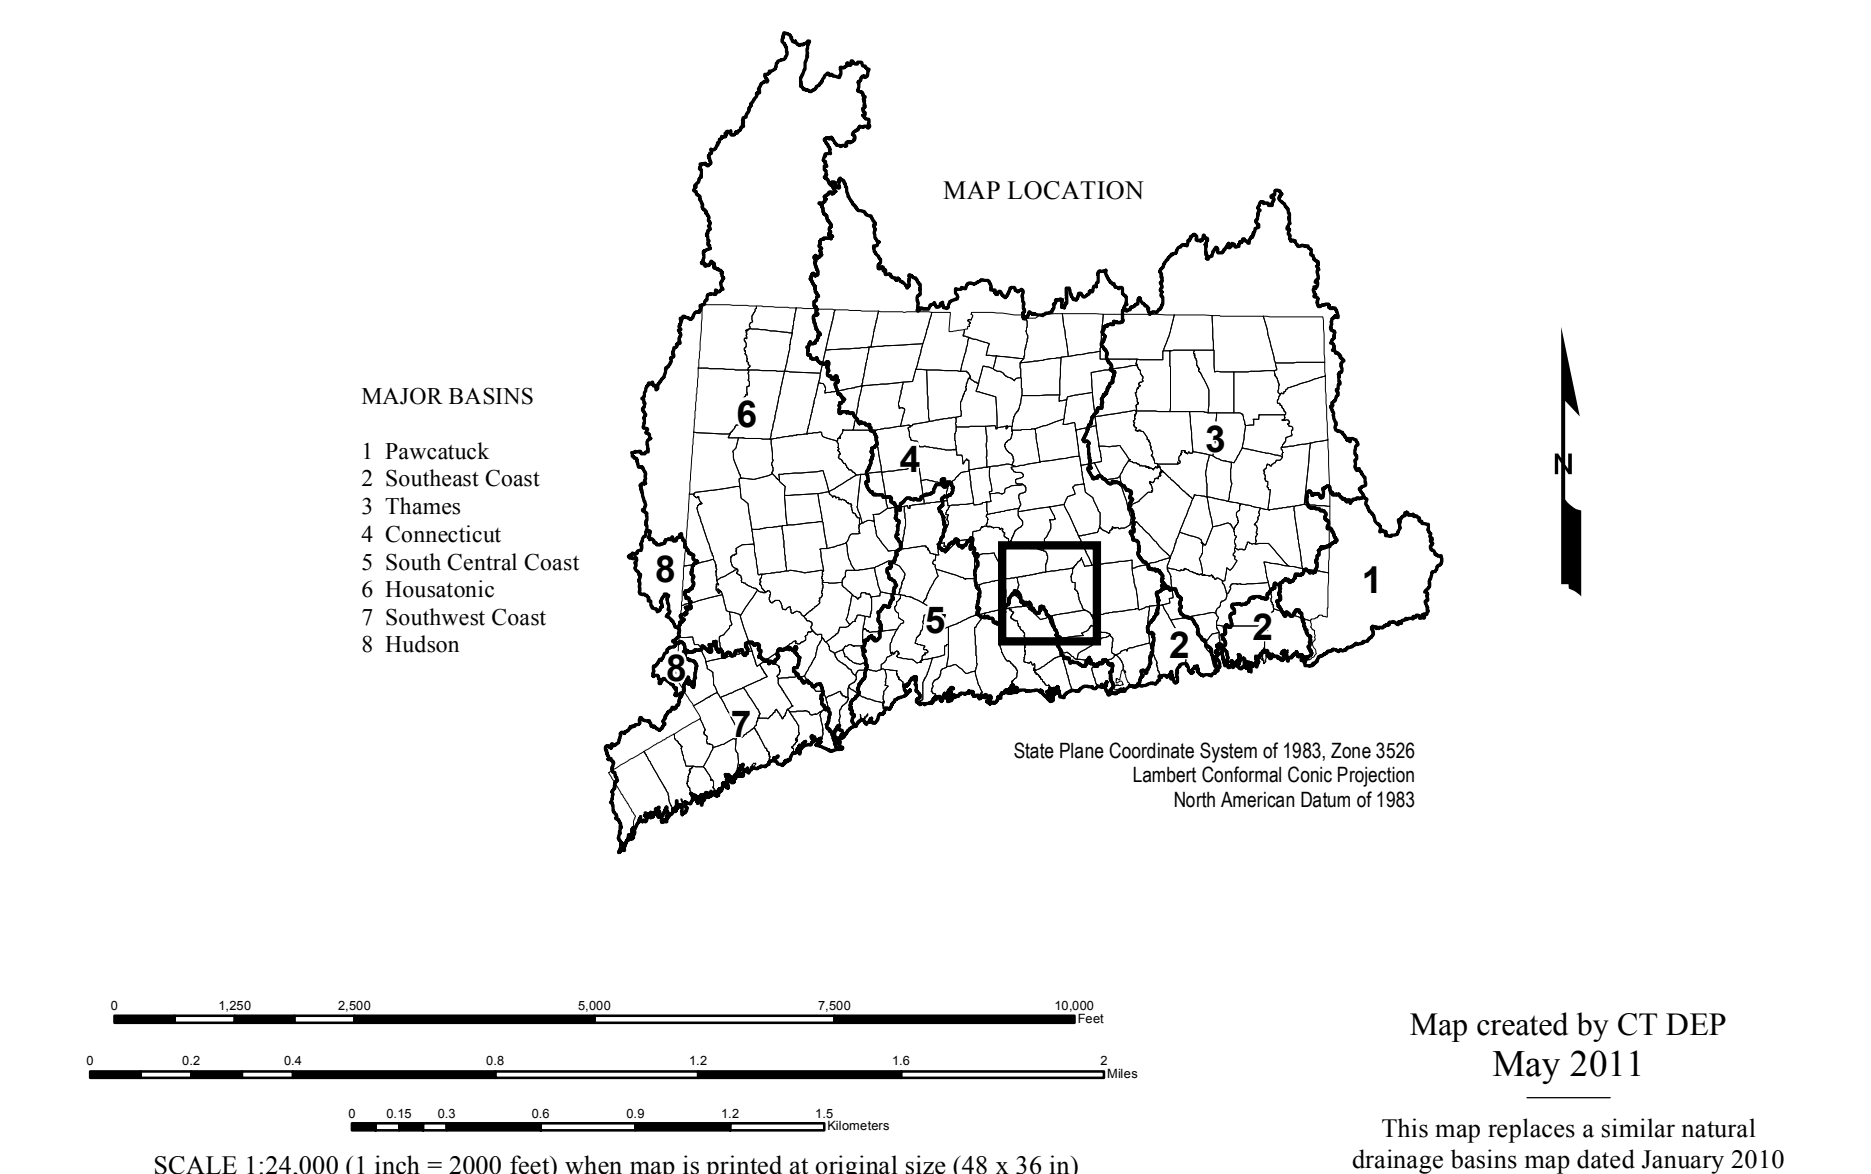 MAP LOCATION
MAJOR BASINS
1 Pawcatuck
2 Southeast Coast
3 Thames
4 Connecticut
5 South Central Coast
6 Housatonic
7 Southwest Coast
8 Hudson
6
3
4
8
1
5
2
2
8
7
N
State Plane Coordinate System of 1983, Zone 3526
Lambert Conformal Conic Projection
North American Datum of 1983
0 1,250 2,500 5,000 7,500 10,000
Feet
0 0.2 0.4 0.8 1.2 1.6 2
Miles
0 0.15 0.3 0.6 0.9 1.2 1.5
Kilometers
SCALE 1:24,000 (1 inch = 2000 feet) when map is printed at original size (48 x 36 in)
Map created by CT DEP
May 2011
This map replaces a similar natural
drainage basins map dated January 2010